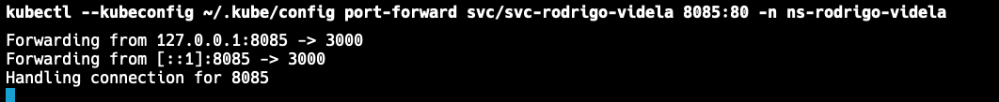 kubectl --kubeconfig ~/.kube/config port-forward svc/svc-rodrigo-videla 8085:80 -n ns-rodrigo-videla
Forwarding from 127.0.0.1:8085 -> 3000
Forwarding from [::1]:8085 -> 3000
Handling connection for 8085